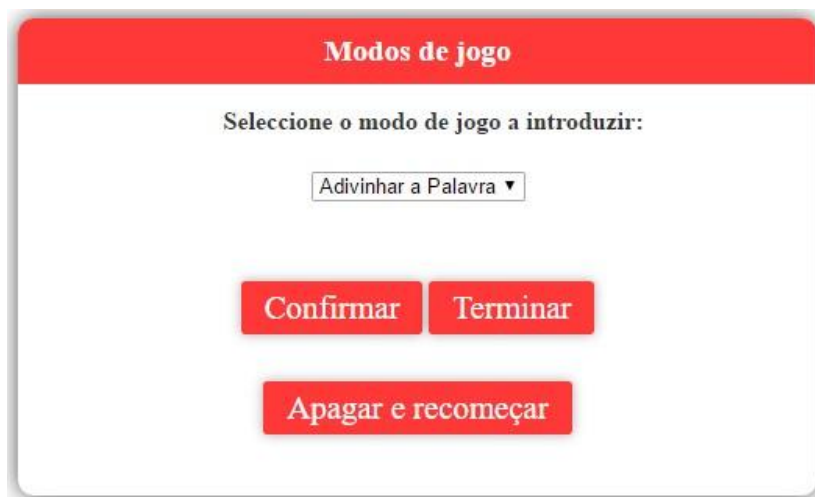 Modos de jogo
Seleccione o modo de jogo a introduzir:
Adivinhar a Palavra ▼
Confirmar Terminar
Apagar e recomeçar